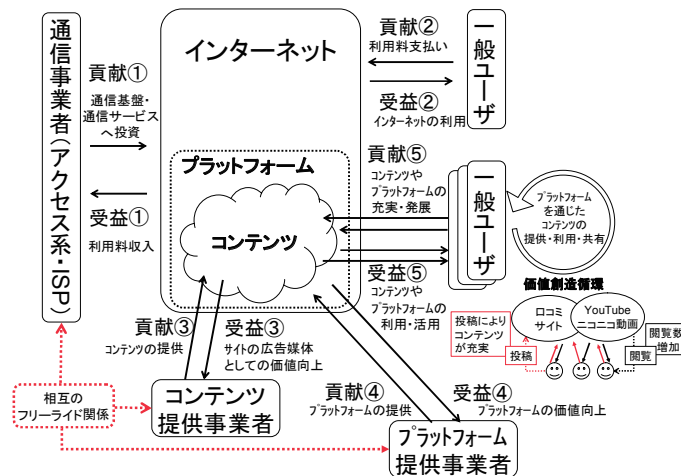 通信事業者(アクセス系・ISP)
貢献①
通信基盤・
通信サービス
へ投資
受益①
利用料収入
インターネット
プラットフォーム
コンテンツ
貢献②
利用料支払い
受益②
インターネットの利用
一般ユーザ
貢献⑤
コンテンツや
プラットフォームの
充実・発展
受益⑤
コンテンツや
プラットフォームの
利用・活用
一般ユーザ
プラットフォーム
を通じた
コンテンツの
提供・利用・共有
価値創造循環
口コミ
サイト
YouTube
ニコニコ動画
投稿により
コンテンツ
が充実
投稿
閲覧数
増加
閲覧
貢献③
コンテンツの提供
受益③
サイトの広告媒体
としての価値向上
貢献④
プラットフォームの提供
受益④
プラットフォームの価値向上
相互の
フリーライド関係
コンテンツ
提供事業者
プラットフォーム
提供事業者